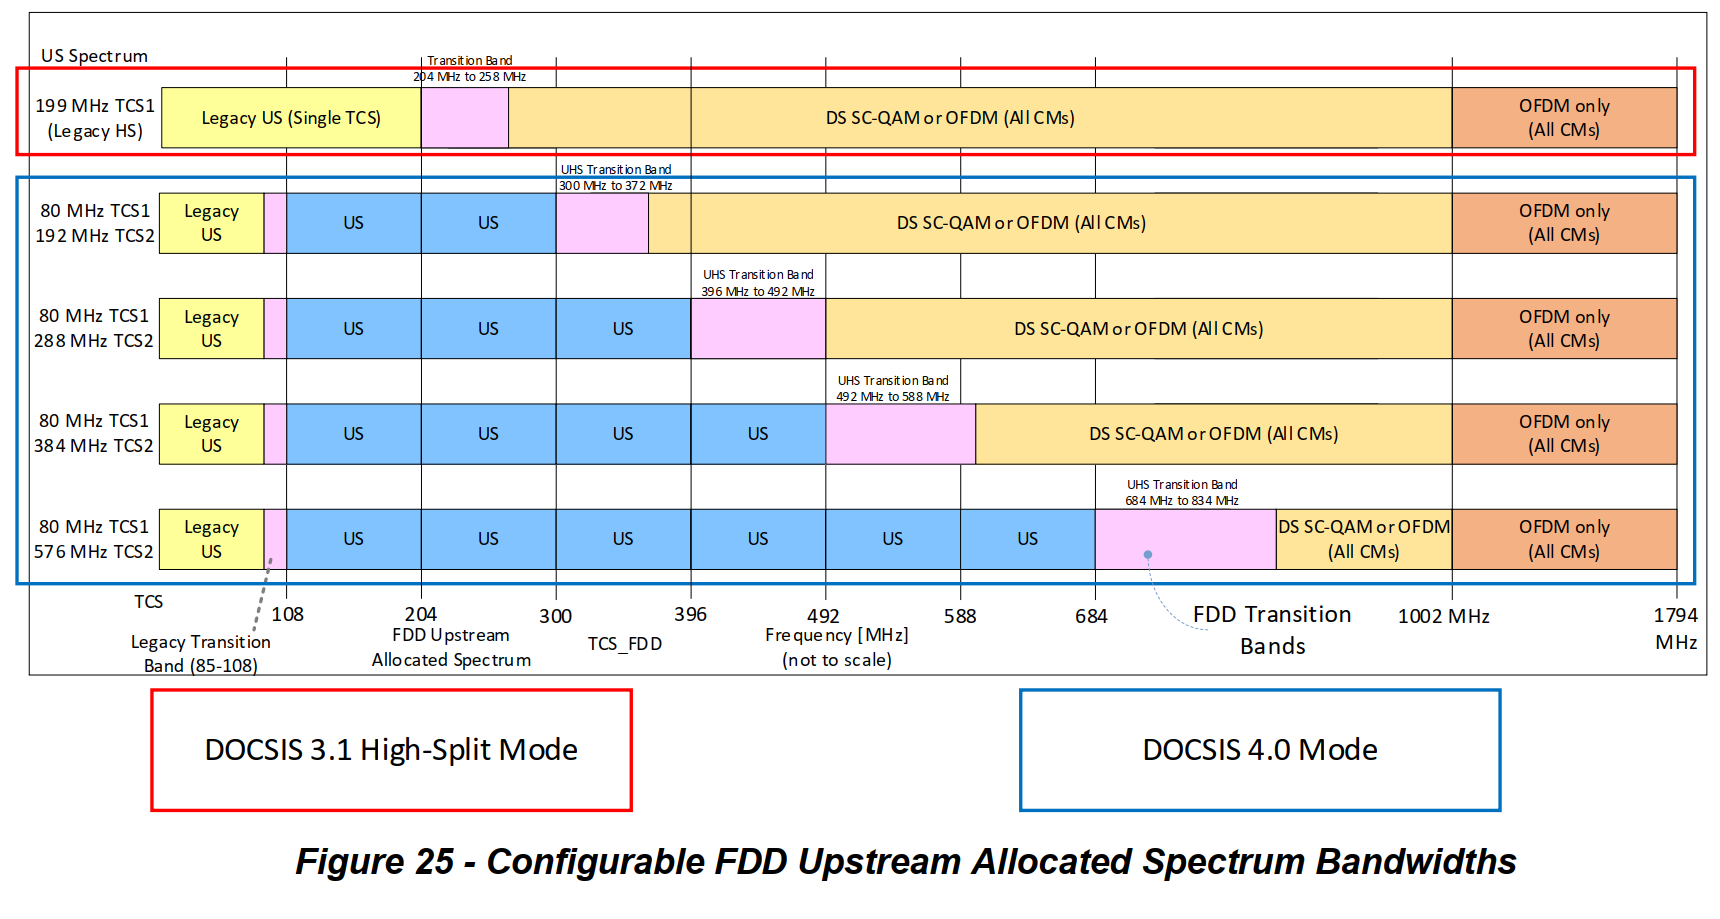 US Spectrum
Transition Band
204 MHz to 258 MHz
199 MHz TCS1
(Legacy HS)
Legacy US (Single TCS)
DS SC-QAM or OFDM (All CMs)
OFDM only
(All CMs)
UHS Transition Band
300 MHz to 372 MHz
80 MHz TCS1
192 MHz TCS2
Legacy
US
US
US
DS SC-QAM or OFDM (All CMs)
OFDM only
(All CMs)
UHS Transition Band
396 MHz to 492 MHz
80 MHz TCS1
288 MHz TCS2
Legacy
US
US
US
US
DS SC-QAM or OFDM (All CMs)
OFDM only
(All CMs)
UHS Transition Band
492 MHz to 588 MHz
80 MHz TCS1
384 MHz TCS2
Legacy
US
US
US
US
US
DS SC-QAM or OFDM (All CMs)
OFDM only
(All CMs)
UHS Transition Band
684 MHz to 834 MHz
80 MHz TCS1
576 MHz TCS2
Legacy
US
US
US
US
US
US
US
DS SC-QAM or OFDM
(All CMs)
OFDM only
(All CMs)
TCS
108
204
300
396
492
588
684
1002 MHz
1794
MHz
Legacy Transition
Band (85-108)
FDD Upstream
Allocated Spectrum
TCS_FDD
Frequency [MHz]
(not to scale)
FDD Transition
Bands
DOCSIS 3.1 High-Split Mode
DOCSIS 4.0 Mode
Figure 25 - Configurable FDD Upstream Allocated Spectrum Bandwidths